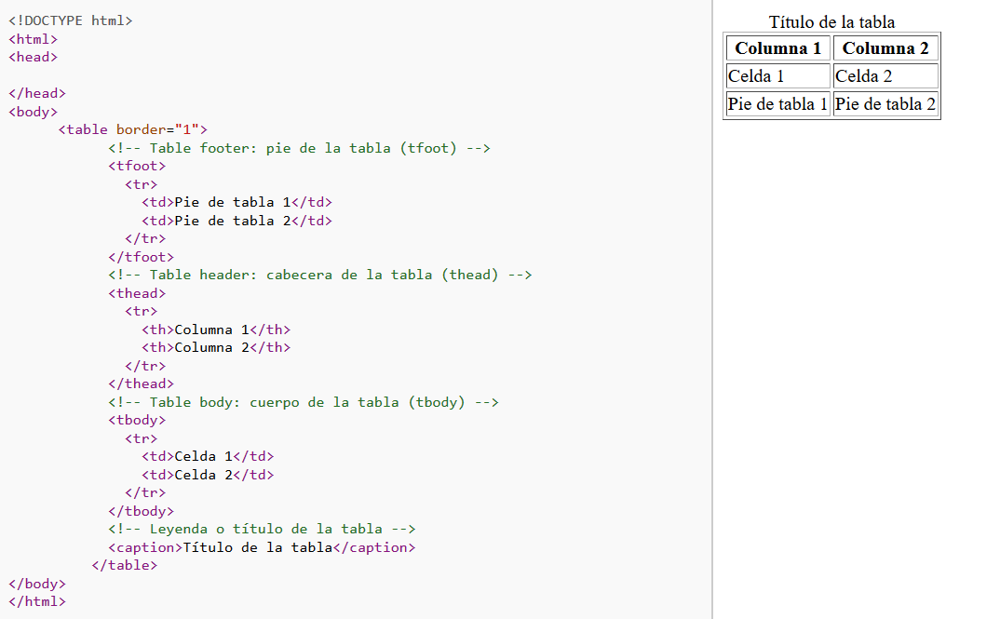 <!DOCTYPE html>
<html>
<head>
</head>
<body>
<table border="1">
<!-- Table footer: pie de la tabla (tfoot) -->
<tfoot>
<tr>
<td>Pie de tabla 1</td>
<td>Pie de tabla 2</td>
</tr>
</tfoot>
<!-- Table header: cabecera de la tabla (thead) -->
<thead>
<tr>
<th>Columna 1</th>
<th>Columna 2</th>
</tr>
</thead>
<!-- Table body: cuerpo de la tabla (tbody) -->
<tbody>
<tr>
<td>Celda 1</td>
<td>Celda 2</td>
</tr>
</tbody>
<!-- Leyenda o título de la tabla -->
<caption>Título de la tabla</caption>
</table>
</body>
</html>
Título de la tabla
Columna 1 Columna 2
Celda 1 Celda 2
Pie de tabla 1 Pie de tabla 2